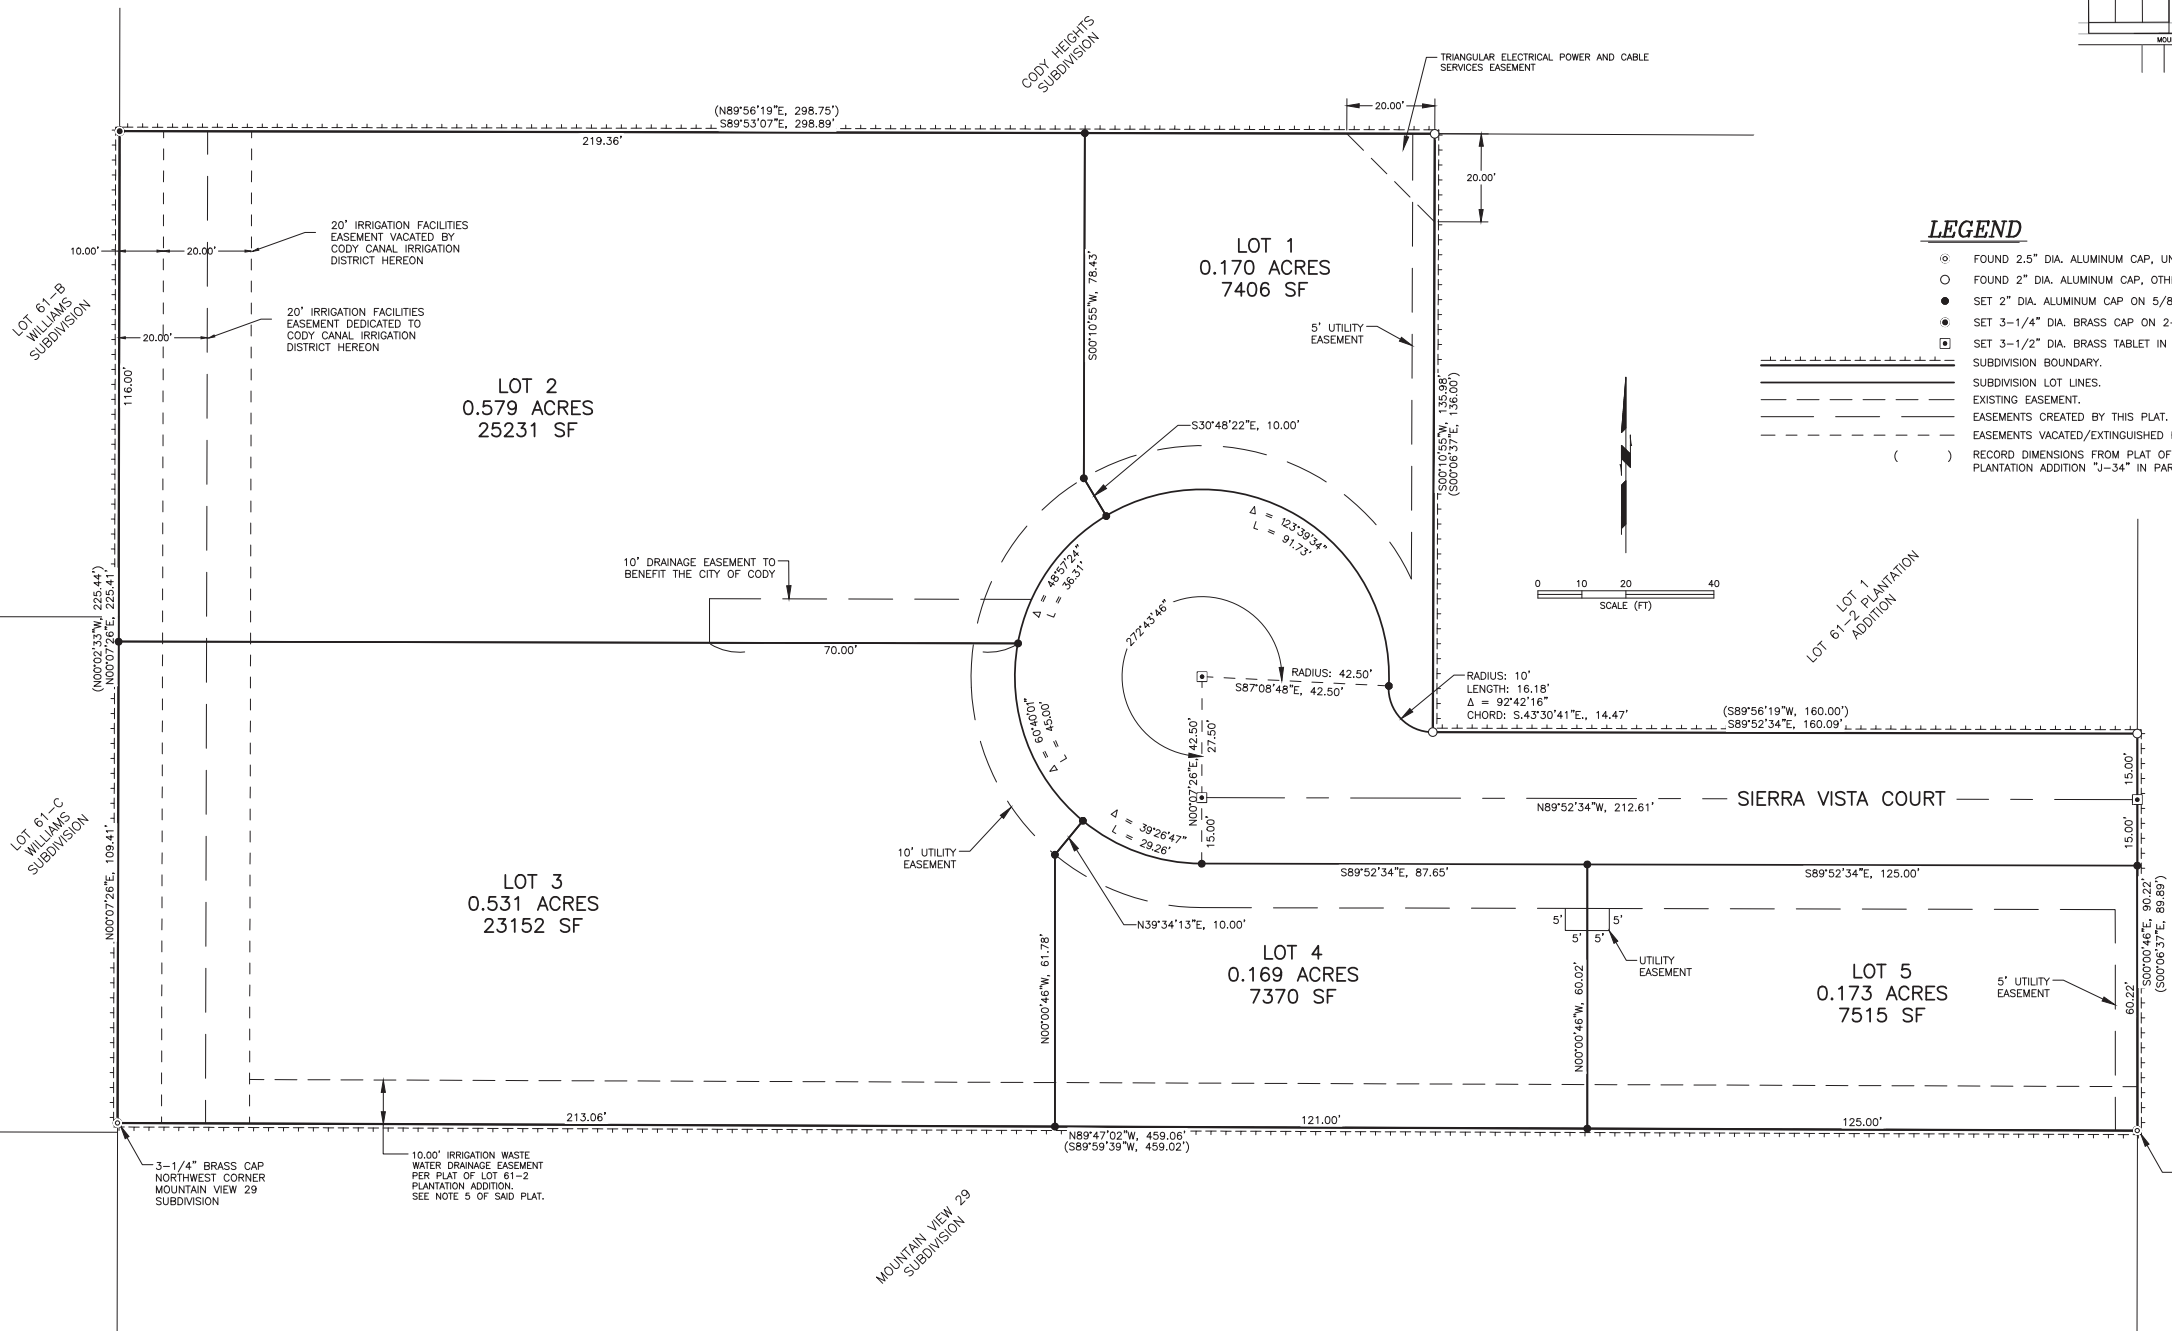 MOU
CODY HEIGHTS
SUBDIVISION
TRIANGULAR ELECTRICAL POWER AND CABLE
SERVICES EASEMENT
(N89°56'19"E, 298.75')
S89°53'07"E, 298.89'
219.36'
20.00'
20.00'
20' IRRIGATION FACILITIES
EASEMENT VACATED BY
CODY CANAL IRRIGATION
DISTRICT HEREON
10.00'
20.00'
20' IRRIGATION FACILITIES
EASEMENT DEDICATED TO
CODY CANAL IRRIGATION
DISTRICT HEREON
20.00'
LOT 61-B
WILLIAMS
SUBDIVISION
116.00'
LOT 2
0.579 ACRES
25231 SF
S00°10'55"W, 78.43'
LOT 1
0.170 ACRES
7406 SF
5' UTILITY
EASEMENT
S00°10'55"W, 135.98'
(S00°06'37"E, 136.00')
LEGEND
FOUND 2.5" DIA. ALUMINUM CAP, UN
FOUND 2" DIA. ALUMINUM CAP, OTH
SET 2" DIA. ALUMINUM CAP ON 5/8
SET 3-1/4" DIA. BRASS CAP ON 2-
SET 3-1/2" DIA. BRASS TABLET IN
SUBDIVISION BOUNDARY.
SUBDIVISION LOT LINES.
EXISTING EASEMENT.
EASEMENTS CREATED BY THIS PLAT.
EASEMENTS VACATED/EXTINGUISHED
( ) RECORD DIMENSIONS FROM PLAT OF
PLANTATION ADDITION "J-34" IN PAR
S30°48'22"E, 10.00'
Δ = 123°39'34"
L = 91.73'
10' DRAINAGE EASEMENT TO
BENEFIT THE CITY OF CODY
Δ = 48°57'24"
L = 36.31'
0 10 20 40
SCALE (FT)
LOT 1
LOT 61-2 PLANTATION
ADDITION
(N00°02'33"W, 225.44')
N00°07'26"E, 225.41'
70.00'
272°43'46"
RADIUS: 42.50'
S87°08'48"E, 42.50'
RADIUS: 10'
LENGTH: 16.18'
Δ = 92°42'16"
CHORD: S.43°30'41"E., 14.47'
(S89°56'19"W, 160.00')
S89°52'34"E, 160.09'
Δ = 60°40'01"
L = 45.00'
N00°07'26"E, 42.50'
27.50'
15.00'
15.00'
15.00'
N89°52'34"W, 212.61'
SIERRA VISTA COURT
LOT 61-C
WILLIAMS
SUBDIVISION
N00°07'26"E, 109.41'
Δ = 39°26'47"
L = 29.26'
10' UTILITY
EASEMENT
S89°52'34"E, 87.65'
S89°52'34"E, 125.00'
LOT 3
0.531 ACRES
23152 SF
N39°34'13"E, 10.00'
5' 5'
5' 5'
UTILITY
EASEMENT
N00°00'46"W, 61.78'
LOT 4
0.169 ACRES
7370 SF
N00°00'46"W, 60.02'
LOT 5
0.173 ACRES
7515 SF
5' UTILITY
EASEMENT
60.22'
S00°00'46"E, 90.22'
(S00°06'37"E, 89.89')
213.06'
121.00'
125.00'
N89°47'02"W, 459.06'
(S89°59'39"W, 459.02')
3-1/4" BRASS CAP
NORTHWEST CORNER
MOUNTAIN VIEW 29
SUBDIVISION
10.00' IRRIGATION WASTE
WATER DRAINAGE EASEMENT
PER PLAT OF LOT 61-2
PLANTATION ADDITION.
SEE NOTE 5 OF SAID PLAT.
MOUNTAIN VIEW 29
SUBDIVISION